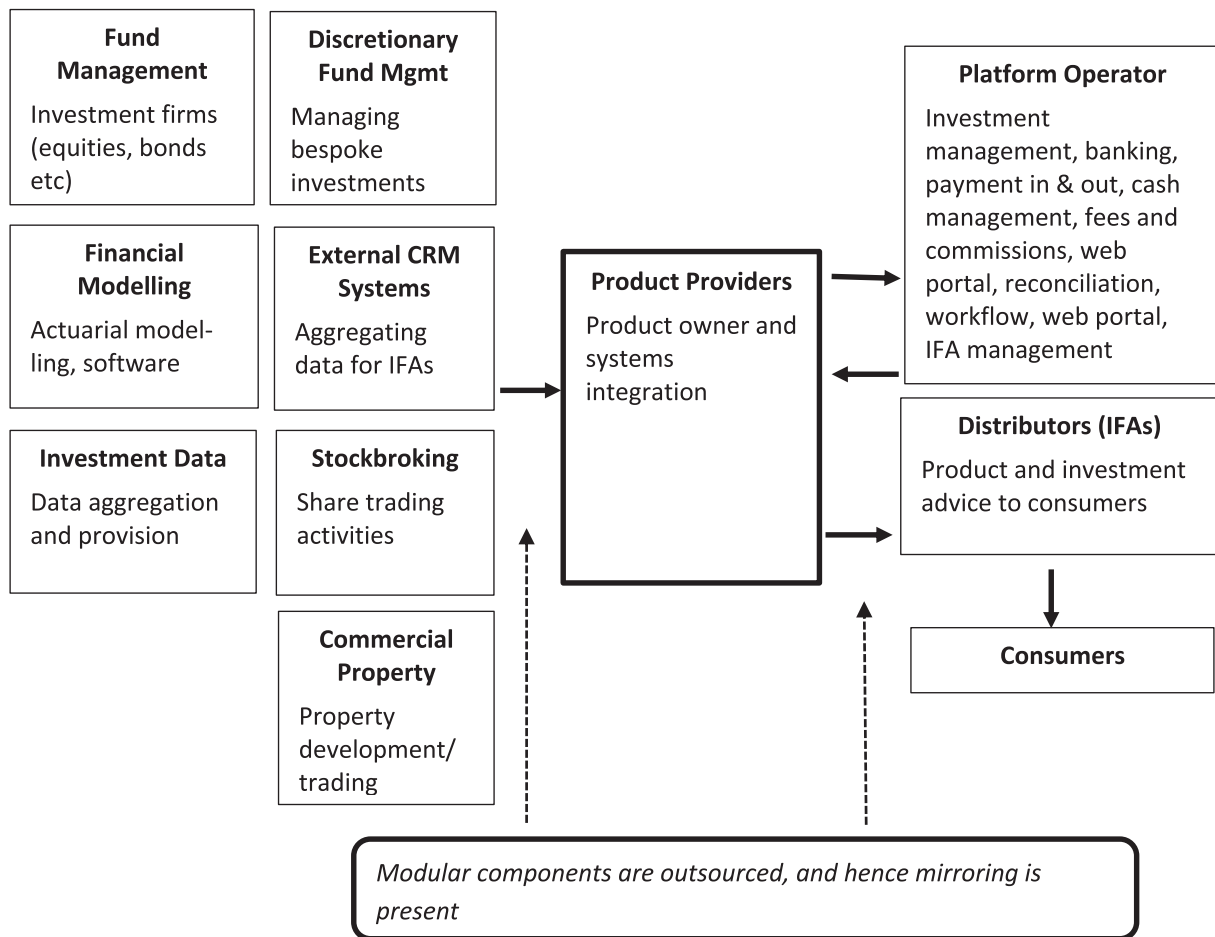 Fund
Management
Investment firms
(equities, bonds
etc)
Discretionary
Fund Mgmt
Managing
bespoke
investments
Financial
Modelling
Actuarial model-
ling, software
External CRM
Systems
Aggregating
data for IFAs
Investment Data
Data aggregation
and provision
Stockbroking
Share trading
activities
Commercial
Property
Property
development/
trading
Product Providers
Product owner and
systems
integration
Platform Operator
Investment
management, banking,
payment in & out, cash
management, fees and
commissions, web
portal, reconciliation,
workflow, web portal,
IFA management
Distributors (IFAs)
Product and investment
advice to consumers
Consumers
Modular components are outsourced, and hence mirroring is
present